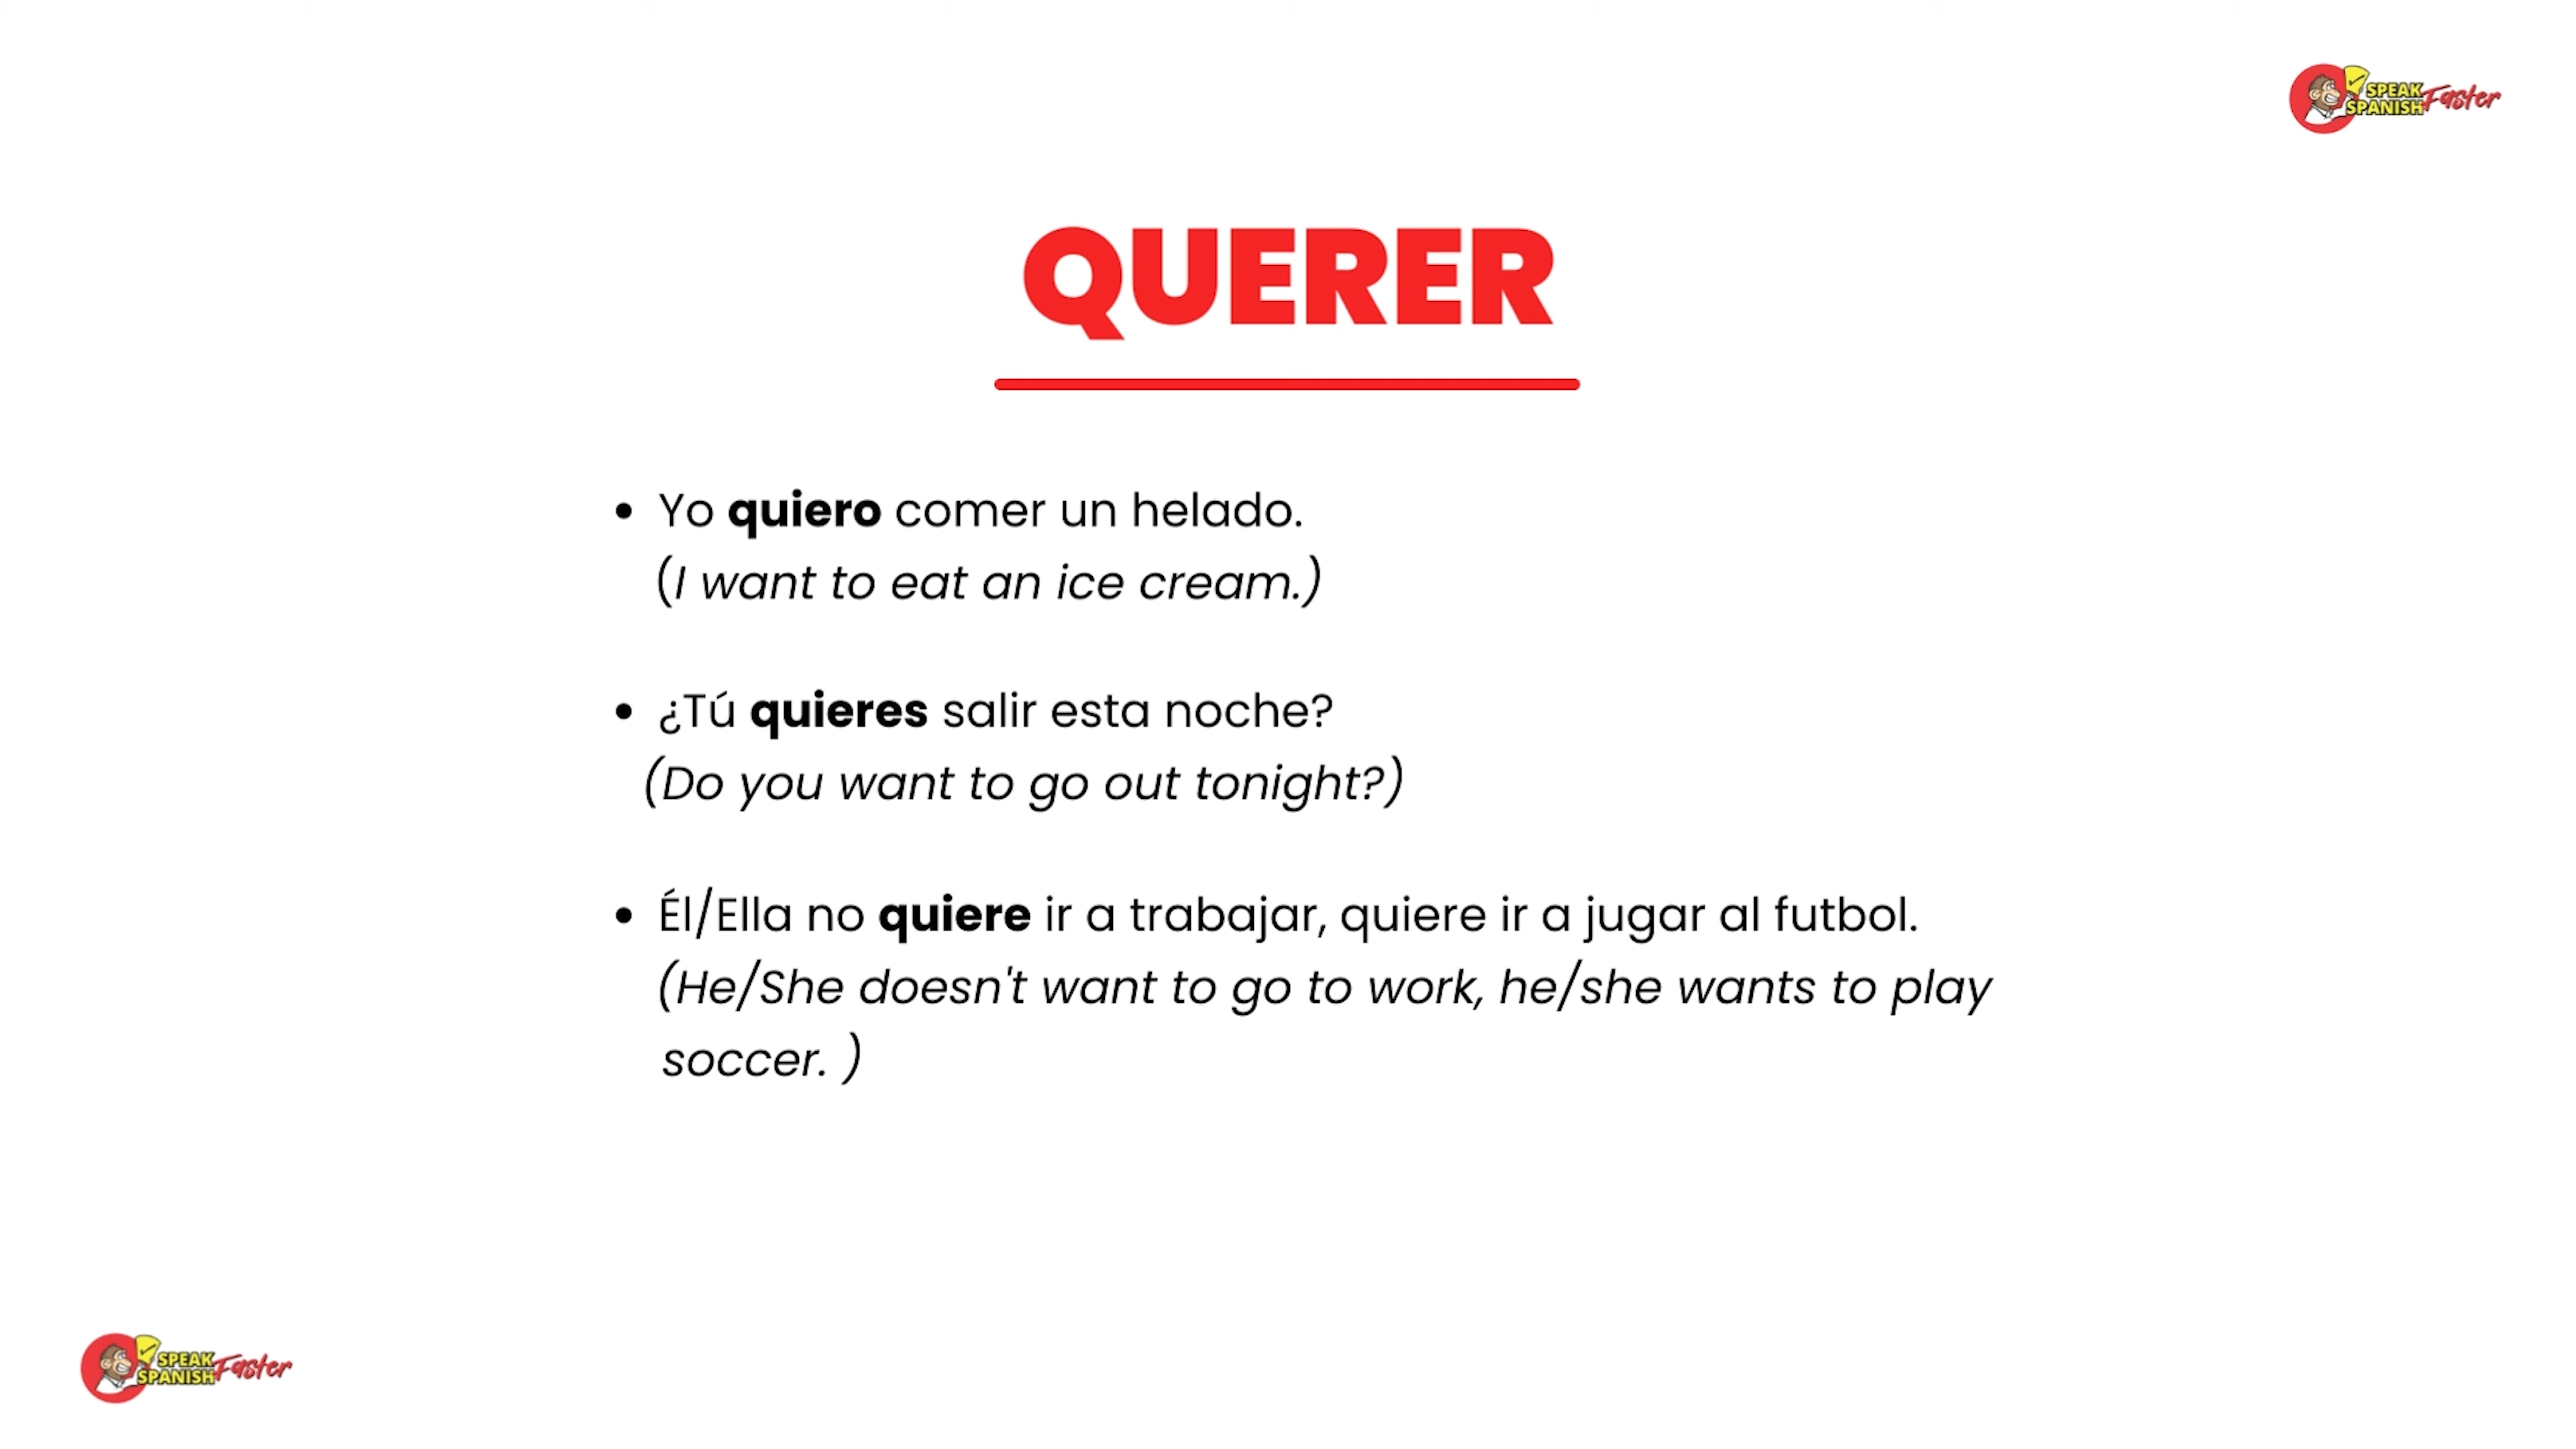 SPEAK
SPANISH Faster
QUERER
• Yo quiero comer un helado.
(I want to eat an ice cream.)
• ¿Tú quieres salir esta noche?
(Do you want to go out tonight?)
• Él/Ella no quiere ir a trabajar, quiere ir a jugar al futbol.
(He/She doesn't want to go to work, he/she wants to play
soccer. )
SPEAK
SPANISH Faster